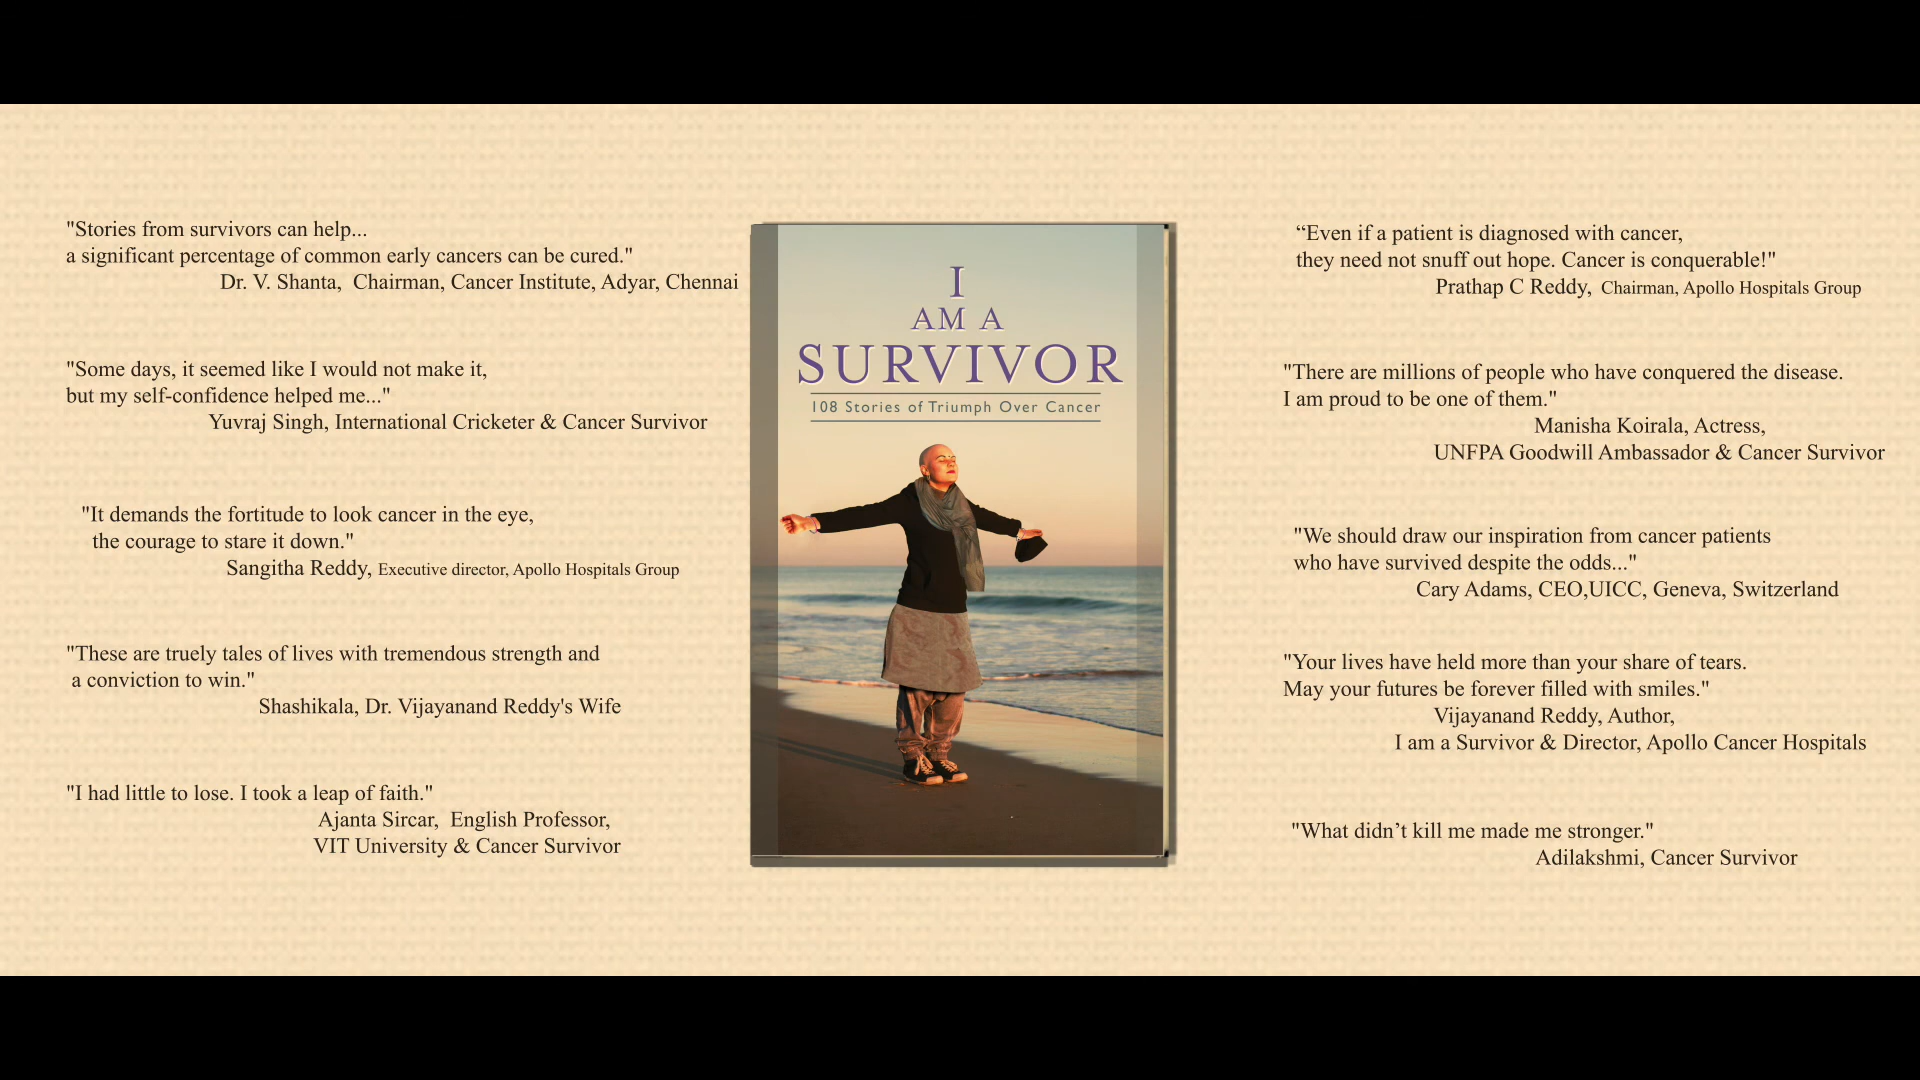 "Stories from survivors can help...
a significant percentage of common early cancers can be cured."
Dr. V. Shanta,  Chairman, Cancer Institute, Adyar, Chennai
"Some days, it seemed like I would not make it,
but my self-confidence helped me..."
Yuvraj Singh, International Cricketer & Cancer Survivor
"It demands the fortitude to look cancer in the eye,
the courage to stare it down."
Sangitha Reddy, Executive director, Apollo Hospitals Group
"These are truely tales of lives with tremendous strength and
a conviction to win."
Shashikala, Dr. Vijayanand Reddy's Wife
"I had little to lose. I took a leap of faith."
Ajanta Sircar,  English Professor,
VIT University & Cancer Survivor
I
AM A
SURVIVOR
108 Stories of Triumph Over Cancer
“Even if a patient is diagnosed with cancer,
they need not snuff out hope. Cancer is conquerable!"
Prathap C Reddy,  Chairman, Apollo Hospitals Group
"There are millions of people who have conquered the disease.
I am proud to be one of them."
Manisha Koirala, Actress,
UNFPA Goodwill Ambassador & Cancer Survivor
"We should draw our inspiration from cancer patients
who have survived despite the odds..."
Cary Adams, CEO,UICC, Geneva, Switzerland
"Your lives have held more than your share of tears.
May your futures be forever filled with smiles."
Vijayanand Reddy, Author,
I am a Survivor & Director, Apollo Cancer Hospitals
"What didn’t kill me made me stronger."
Adilakshmi, Cancer Survivor